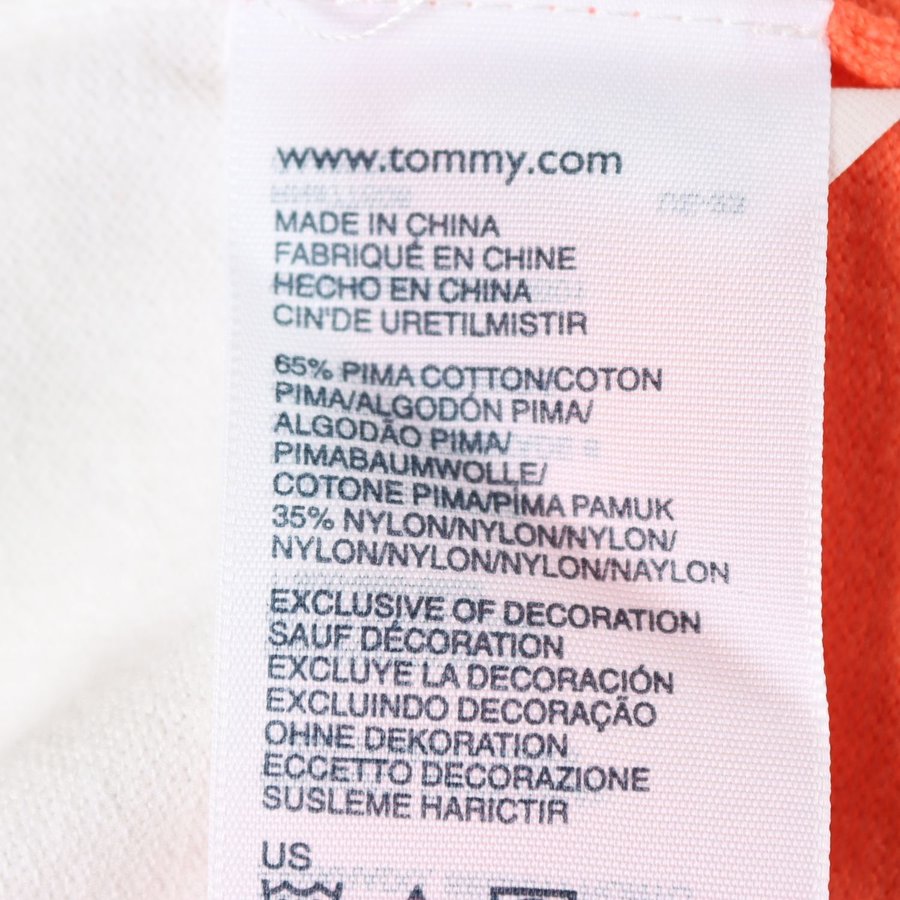 www.tommy.com
MADE IN CHINA
FABRIQUÉ EN CHINE
HECHO EN CHINA
CIN'DE URETILMISTIR
65% PIMA COTTON/COTON
PIMA/ALGODÓN PIMA/
ALGODÃO PIMA/
PIMABAUMWOLLE/
COTONE PIMA/PIMA PAMUK
35% NYLON/NYLON/NYLON/
NYLON/NYLON/NYLON/NAYLON
EXCLUSIVE OF DECORATION
SAUF DÉCORATION
EXCLUYE LA DECORACIÓN
EXCLUINDO DECORAÇÃO
OHNE DEKORATION
ECCETTO DECORAZIONE
SUSLEME HARICTIR
US